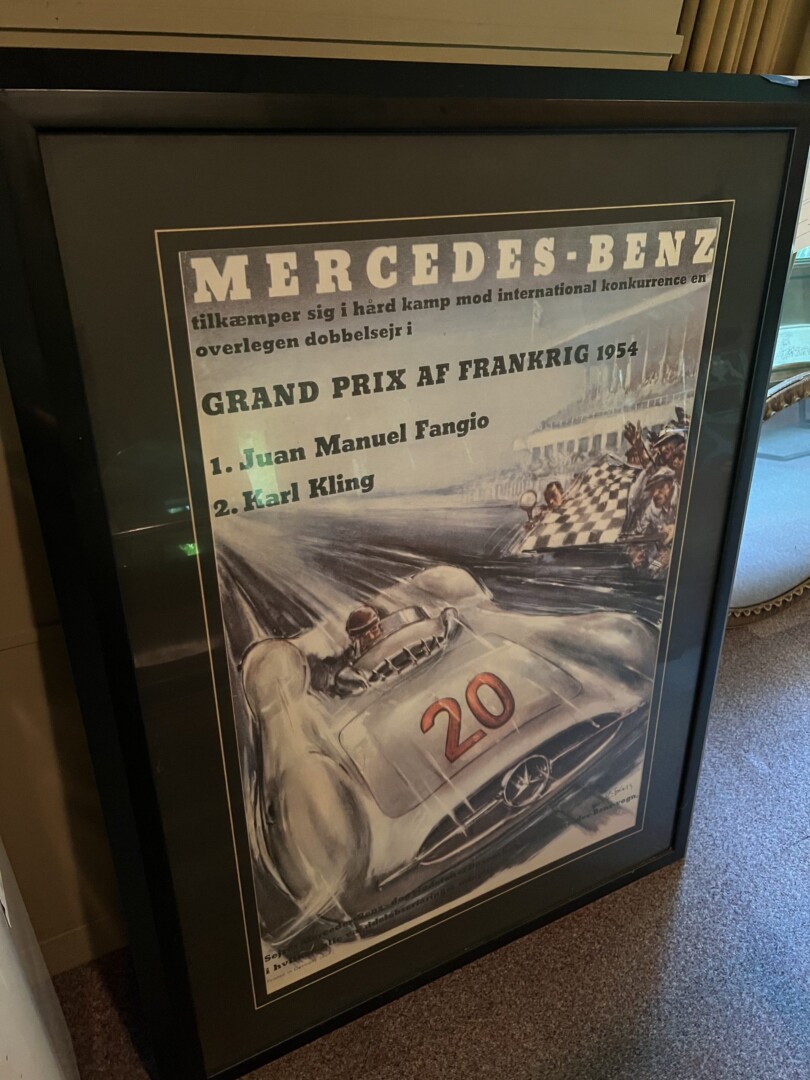 MERCEDES-BENZ
tilkæmper sig i hård kamp mod international konkurrence en
overlegen dobbelsejr i
GRAND PRIX AF FRANKRIG 1954
1. Juan Manuel Fangio
2. Karl Kling
20